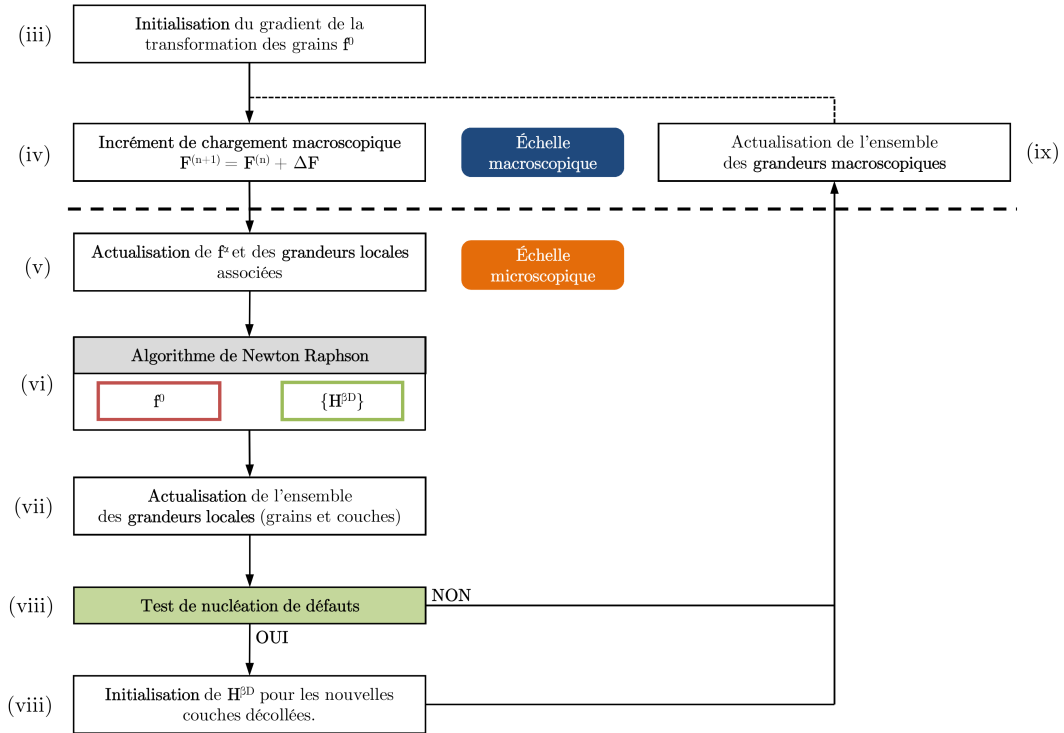 (iii)
Initialisation du gradient de la
transformation des grains f⁰
(iv)
Incrément de chargement macroscopique
F⁽ⁿ⁺¹⁾ = F⁽ⁿ⁾ + ΔF
Échelle
macroscopique
Actualisation de l'ensemble
des grandeurs macroscopiques
(ix)
(v)
Actualisation de fᵅ et des grandeurs locales
associées
Échelle
microscopique
(vi)
Algorithme de Newton Raphson
f⁰
{H^βD}
(vii)
Actualisation de l'ensemble
des grandeurs locales (grains et couches)
(viii)
Test de nucléation de défauts
NON
OUI
(viii)
Initialisation de H^βD pour les nouvelles
couches décollées.